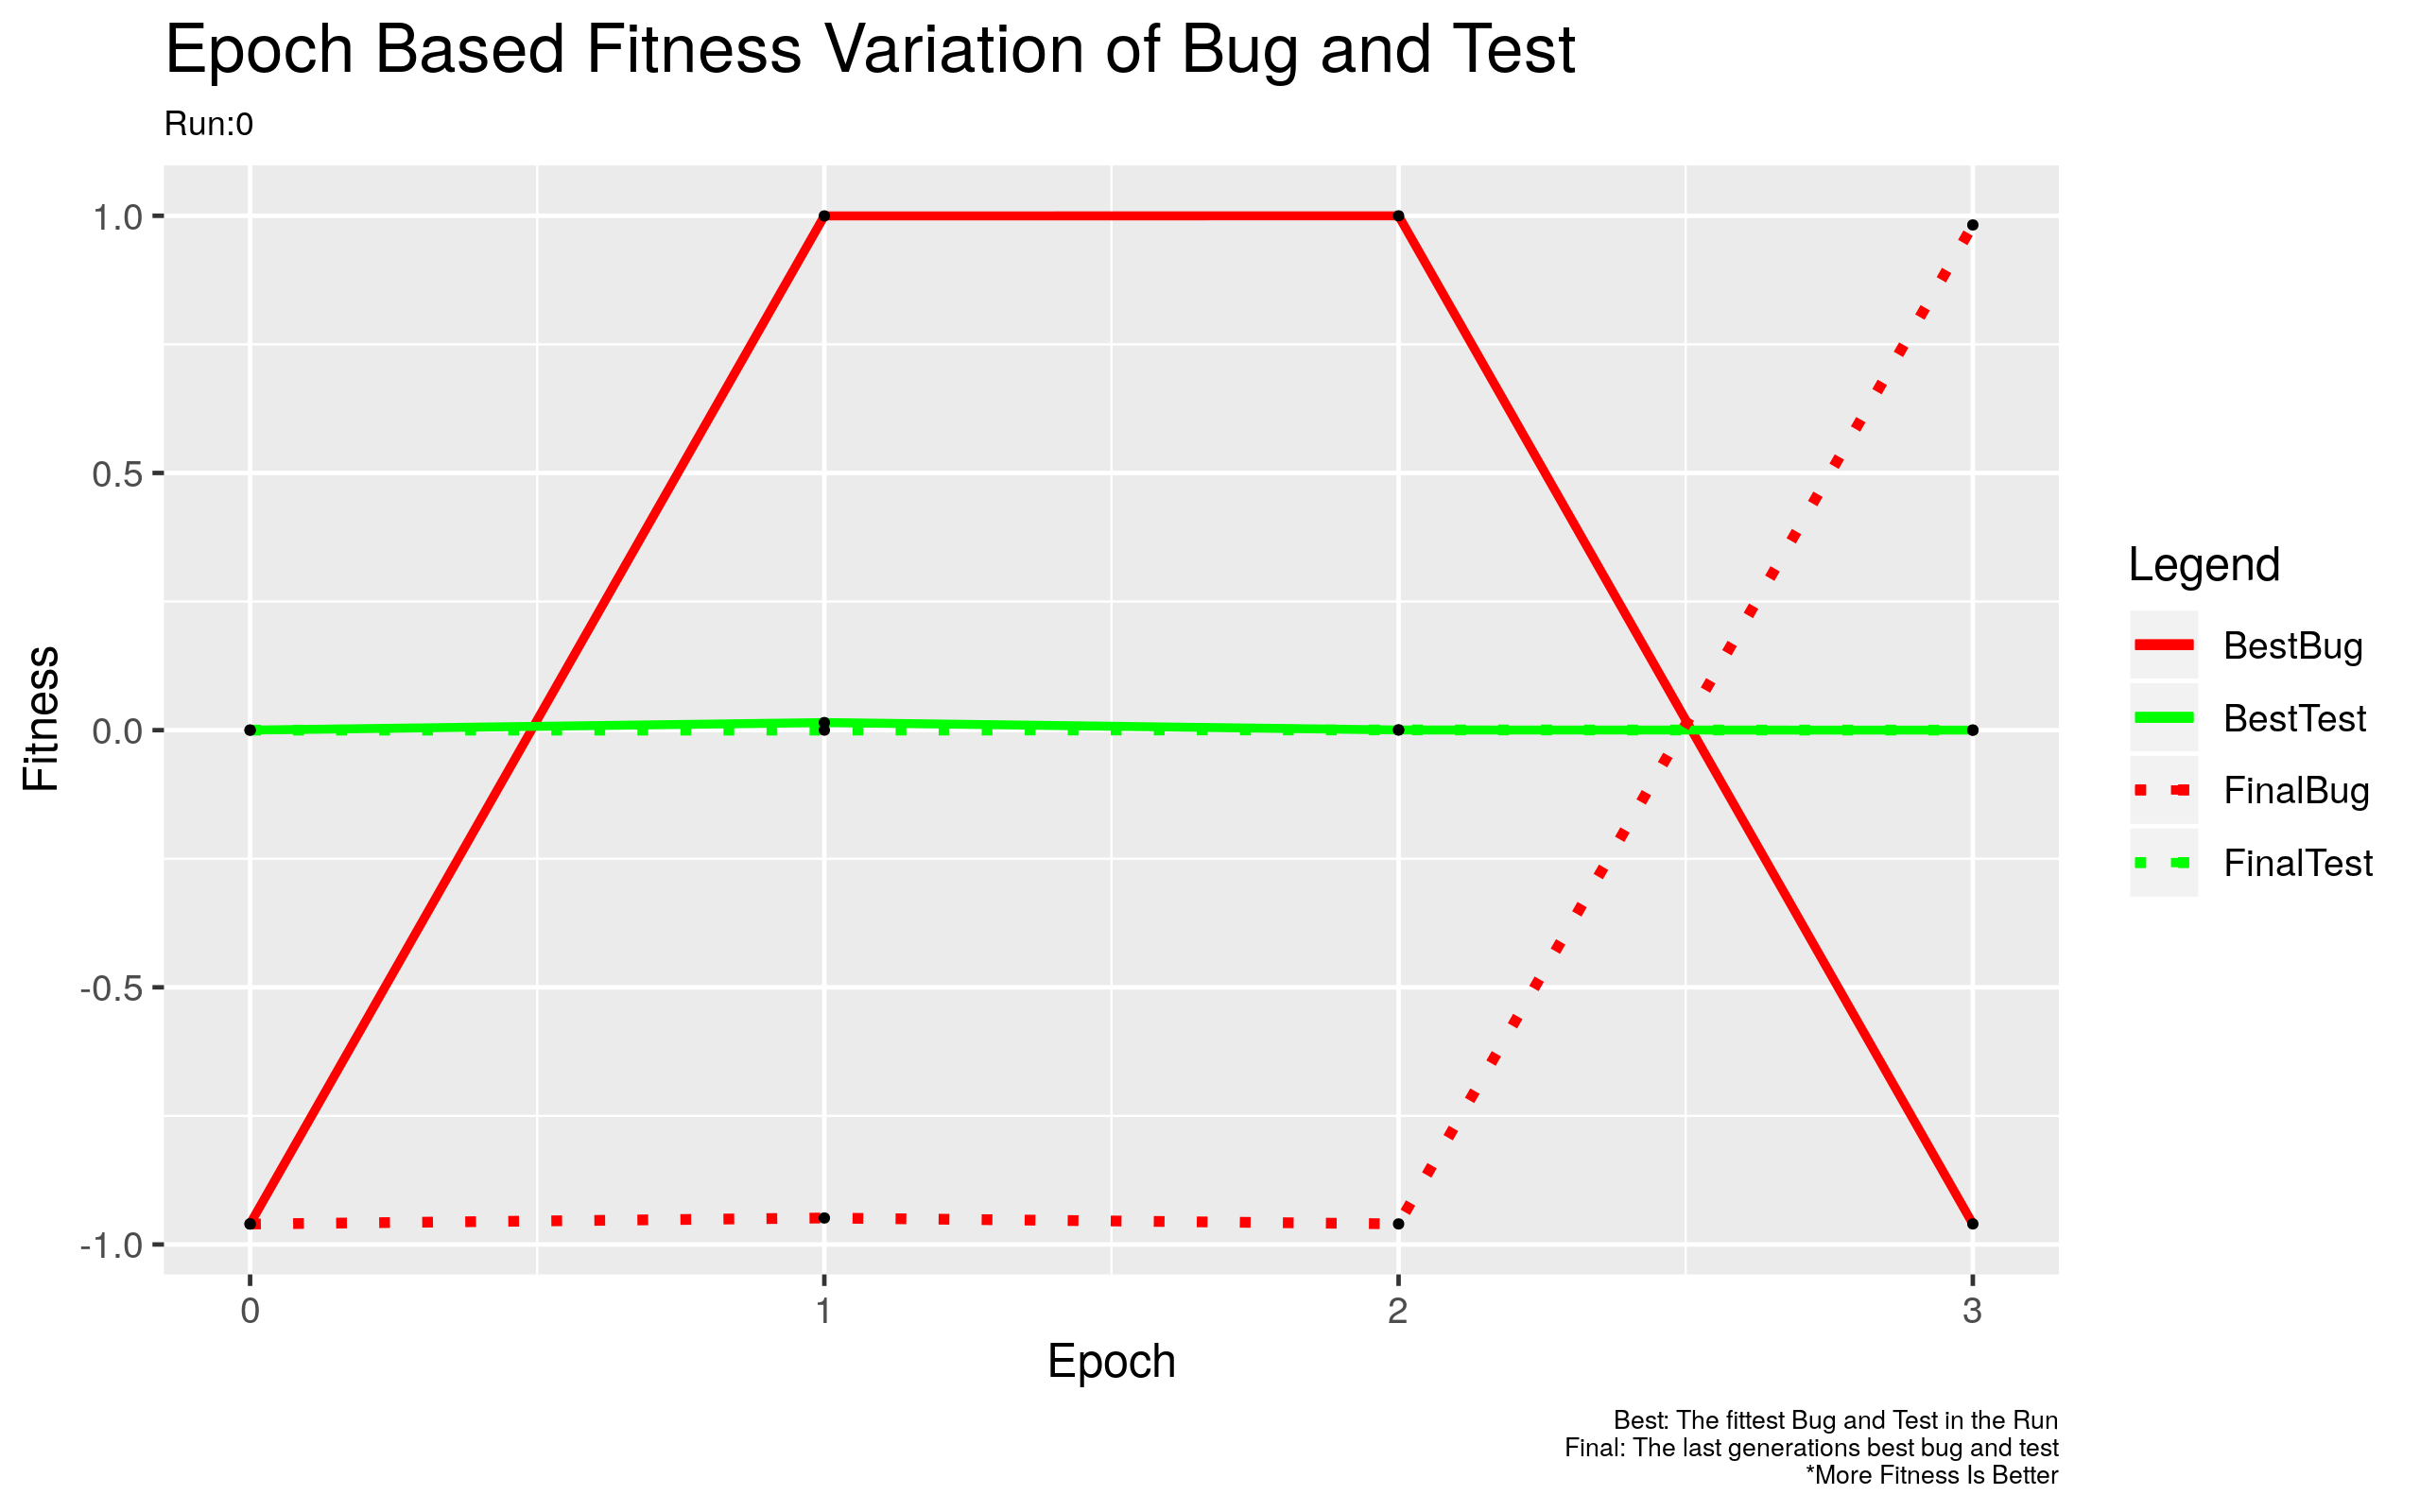 Epoch Based Fitness Variation of Bug and Test
Run:0
1.0
0.5
0.0
-0.5
-1.0
Fitness
0
1
2
3
Epoch
Legend
BestBug
BestTest
FinalBug
FinalTest
Best: The fittest Bug and Test in the Run
Final: The last generations best bug and test
*More Fitness Is Better